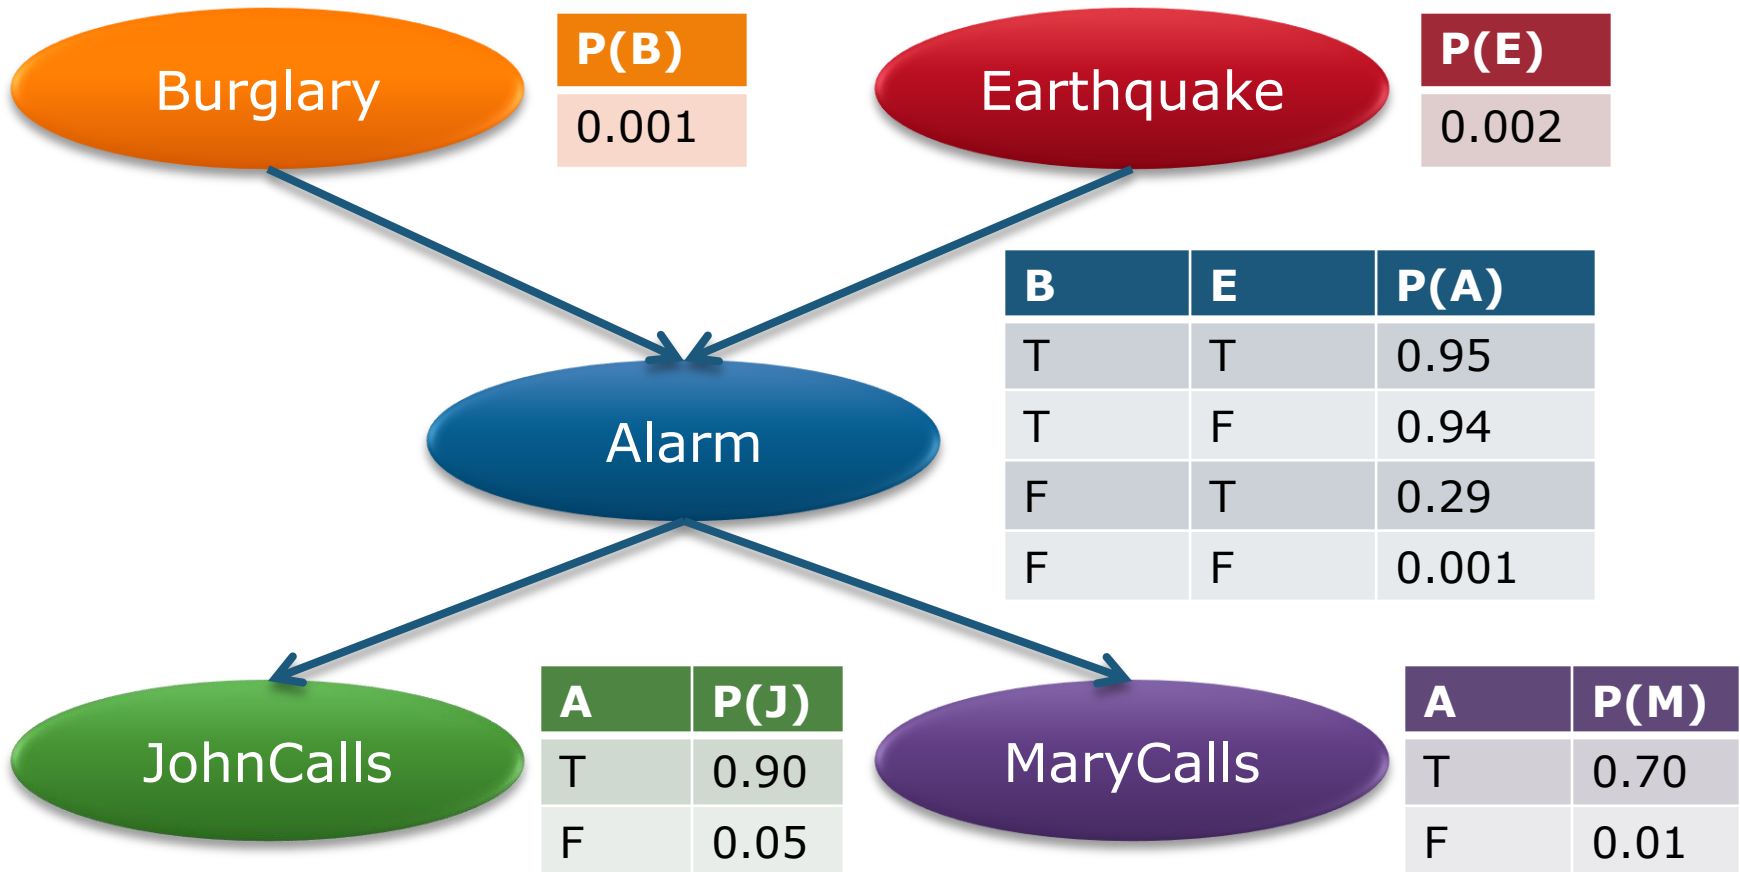 Burglary
P(B)
0.001
Earthquake
P(E)
0.002
B E P(A)
T T 0.95
T F 0.94
F T 0.29
F F 0.001
Alarm
JohnCalls
A P(J)
T 0.90
F 0.05
MaryCalls
A P(M)
T 0.70
F 0.01